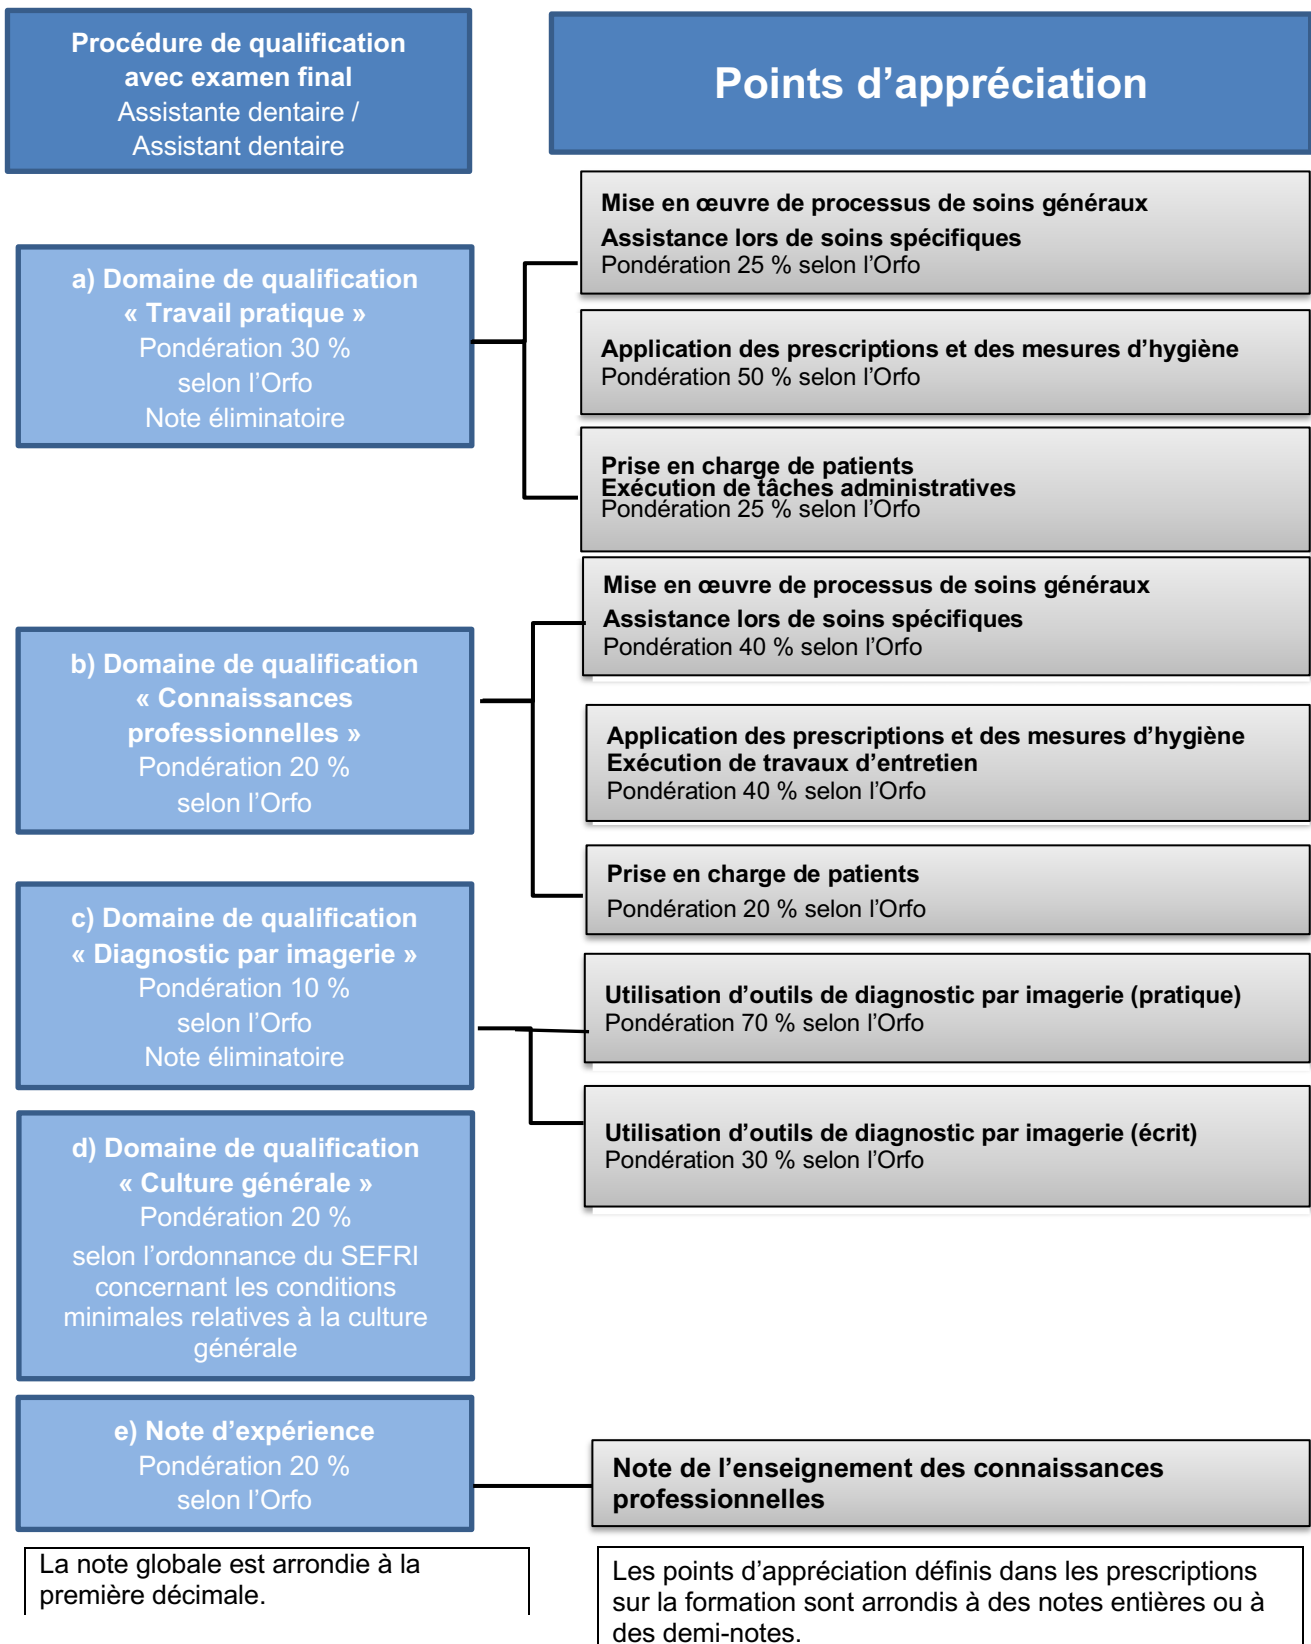 Procédure de qualification
avec examen final
Assistante dentaire /
Assistant dentaire
Points d’appréciation
a) Domaine de qualification
« Travail pratique »
Pondération 30 %
selon l’Orfo
Note éliminatoire
Mise en œuvre de processus de soins généraux
Assistance lors de soins spécifiques
Pondération 25 % selon l’Orfo
Application des prescriptions et des mesures d’hygiène
Pondération 50 % selon l’Orfo
Prise en charge de patients
Exécution de tâches administratives
Pondération 25 % selon l’Orfo
b) Domaine de qualification
« Connaissances
professionnelles »
Pondération 20 %
selon l’Orfo
Mise en œuvre de processus de soins généraux
Assistance lors de soins spécifiques
Pondération 40 % selon l’Orfo
Application des prescriptions et des mesures d’hygiène
Exécution de travaux d’entretien
Pondération 40 % selon l’Orfo
Prise en charge de patients
Pondération 20 % selon l’Orfo
c) Domaine de qualification
« Diagnostic par imagerie »
Pondération 10 %
selon l’Orfo
Note éliminatoire
Utilisation d’outils de diagnostic par imagerie (pratique)
Pondération 70 % selon l’Orfo
Utilisation d’outils de diagnostic par imagerie (écrit)
Pondération 30 % selon l’Orfo
d) Domaine de qualification
« Culture générale »
Pondération 20 %
selon l’ordonnance du SEFRI
concernant les conditions
minimales relatives à la culture
générale
e) Note d’expérience
Pondération 20 %
selon l’Orfo
Note de l’enseignement des connaissances
professionnelles
La note globale est arrondie à la
première décimale.
Les points d’appréciation définis dans les prescriptions
sur la formation sont arrondis à des notes entières ou à
des demi-notes.